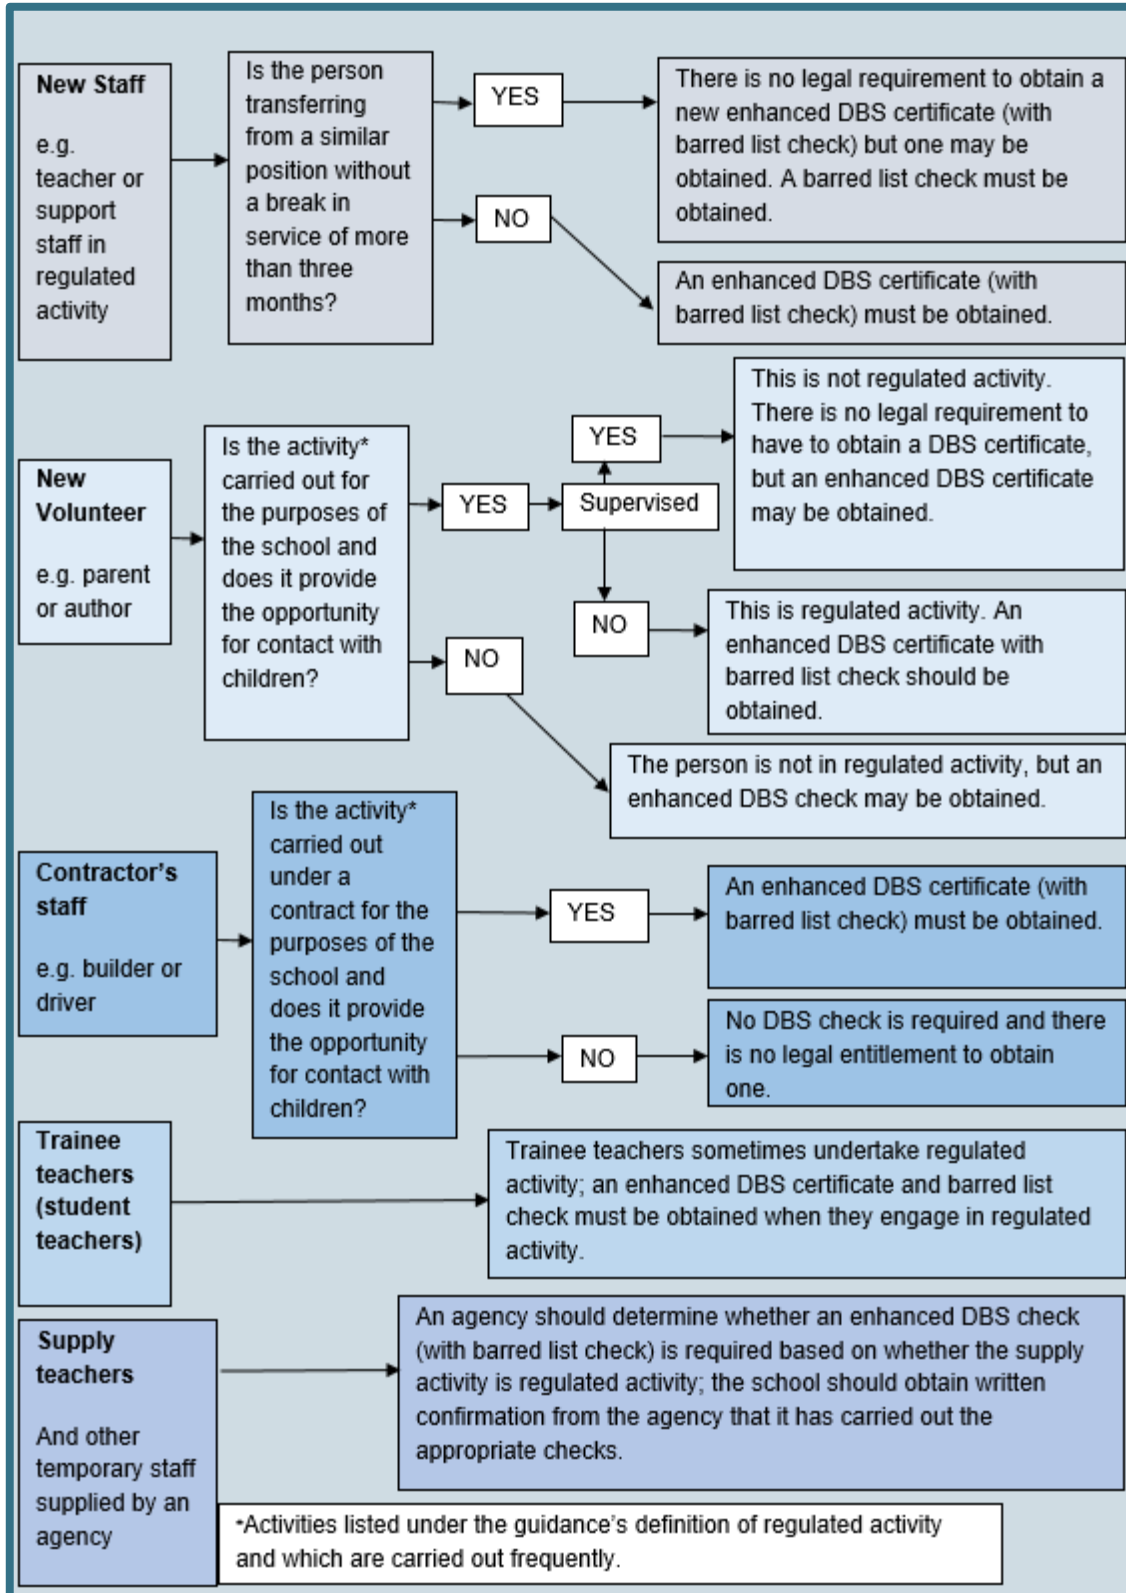 New Staff
e.g.
teacher or
support
staff in
regulated
activity
Is the person
transferring
from a similar
position without
a break in
service of more
than three
months?
YES
There is no legal requirement to obtain a
new enhanced DBS certificate (with
barred list check) but one may be
obtained. A barred list check must be
obtained.
NO
An enhanced DBS certificate (with
barred list check) must be obtained.
New
Volunteer
e.g. parent
or author
Is the activity*
carried out for
the purposes of
the school and
does it provide
the opportunity
for contact with
children?
YES
Supervised
YES
This is not regulated activity.
There is no legal requirement to
have to obtain a DBS certificate,
but an enhanced DBS certificate
may be obtained.
NO
This is regulated activity. An
enhanced DBS certificate with
barred list check should be
obtained.
NO
The person is not in regulated activity, but an
enhanced DBS check may be obtained.
Contractor’s
staff
e.g. builder or
driver
Is the activity*
carried out
under a
contract for the
purposes of the
school and
does it provide
the opportunity
for contact with
children?
YES
An enhanced DBS certificate (with
barred list check) must be obtained.
NO
No DBS check is required and there
is no legal entitlement to obtain
one.
Trainee
teachers
(student
teachers)
Trainee teachers sometimes undertake regulated
activity; an enhanced DBS certificate and barred list
check must be obtained when they engage in regulated
activity.
Supply
teachers
And other
temporary staff
supplied by an
agency
An agency should determine whether an enhanced DBS check
(with barred list check) is required based on whether the supply
activity is regulated activity; the school should obtain written
confirmation from the agency that it has carried out the
appropriate checks.
*Activities listed under the guidance’s definition of regulated activity
and which are carried out frequently.